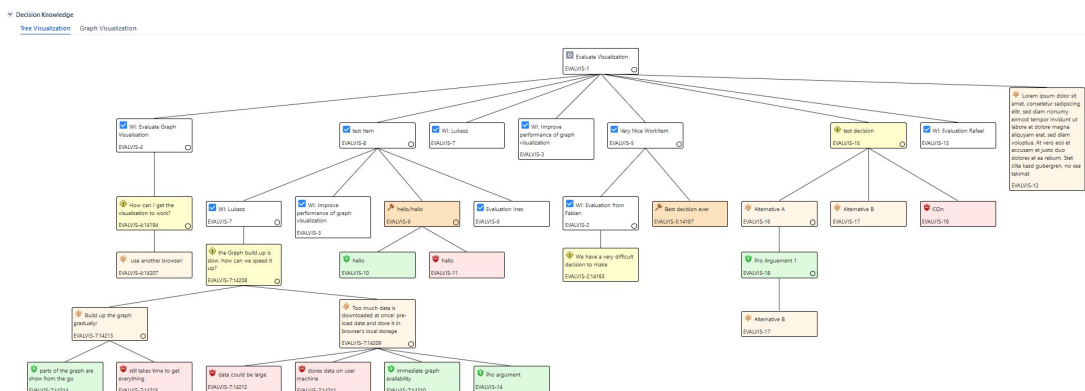 Decision Knowledge
Tree Visualization Graph Visualization
Evaluate Visualization
EVALVIS-1
WI: Evaluate Graph
Visualisation
EVALVIS-4
test Item
EVALVIS-8
WI: Lukasz
EVALVIS-7
WI: Improve
performance of graph
visualization
EVALVIS-3
Very Nice WorkItem
EVALVIS-5
test decision
EVALVIS-15
WI: Evaluation Rafael
EVALVIS-13
Lorem ipsum dolor sit
amet, consetetur sadipscing
elitr, sed diam nonumy
eirmod tempor invidunt ut
labore et dolore magna
aliquyam erat, sed diam
voluptua. At vero eos et
accusam et justo duo
dolores et ea rebum. Stet
clita kasd gubergren, no sea
takimat
EVALVIS-12
How can I get the
visualisation to work?
EVALVIS-4:14194
WI: Lukasz
EVALVIS-7
WI: Improve
performance of graph
visualization
EVALVIS-3
hello/hallo
EVALVIS-9
Evaluation Ines
EVALVIS-6
WI: Evaluation from
Fabian
EVALVIS-2
Best decision ever
EVALVIS-5:14197
Alternative A
EVALVIS-16
Alternative B
EVALVIS-17
COn
EVALVIS-19
use another browser!
EVALVIS-4:14207
the Graph build up is
slow, how can we speed it
up?
EVALVIS-7:14208
hello
EVALVIS-10
hallo
EVALVIS-11
We have a very difficult
decision to make
EVALVIS-2:14193
Pro Arguement 1
EVALVIS-18
Build up the graph
gradually!
EVALVIS-7:14213
Too much data is
downloaded at once! pre-
load data and store it in
browser's local storage
EVALVIS-7:14209
Alternative B
EVALVIS-17
parts of the graph are
show from the go
EVALVIS-7:14214
still takes time to get
everything
EVALVIS-7:14215
data could be large
EVALVIS-7:14212
stores data on user
machine
EVALVIS-7:14211
immediate graph
availability
EVALVIS-7:14210
Pro argument
EVALVIS-14